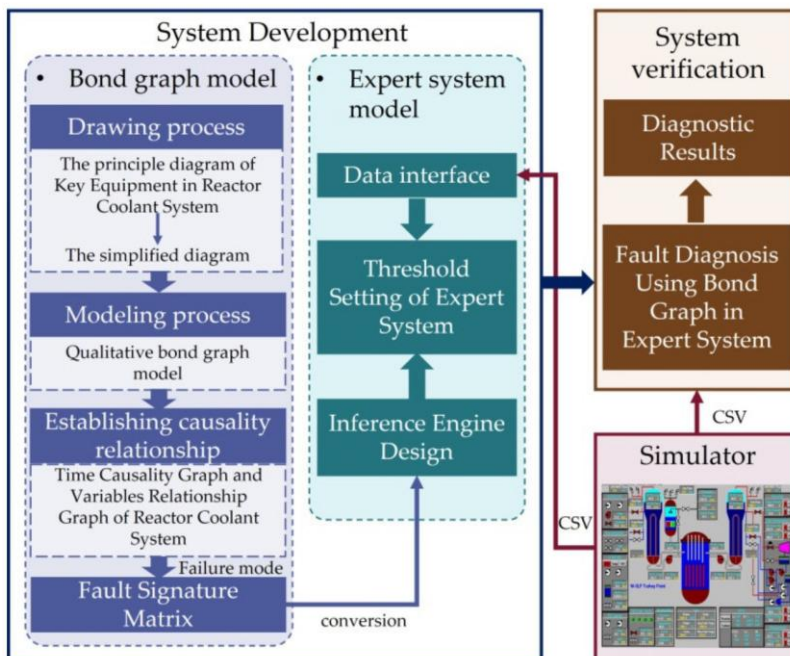 System Development
• Bond graph model
Drawing process
The principle diagram of
Key Equipment in Reactor
Coolant System
The simplified diagram
Modeling process
Qualitative bond graph
model
Establishing causality
relationship
Time Causality Graph and
Variables Relationship
Graph of Reactor Coolant
System
Failure mode
Fault Signature
Matrix
conversion
• Expert system
model
Data interface
Threshold
Setting of Expert
System
Inference Engine
Design
System
verification
Diagnostic
Results
Fault Diagnosis
Using Bond
Graph in
Expert System
CSV
CSV
Simulator